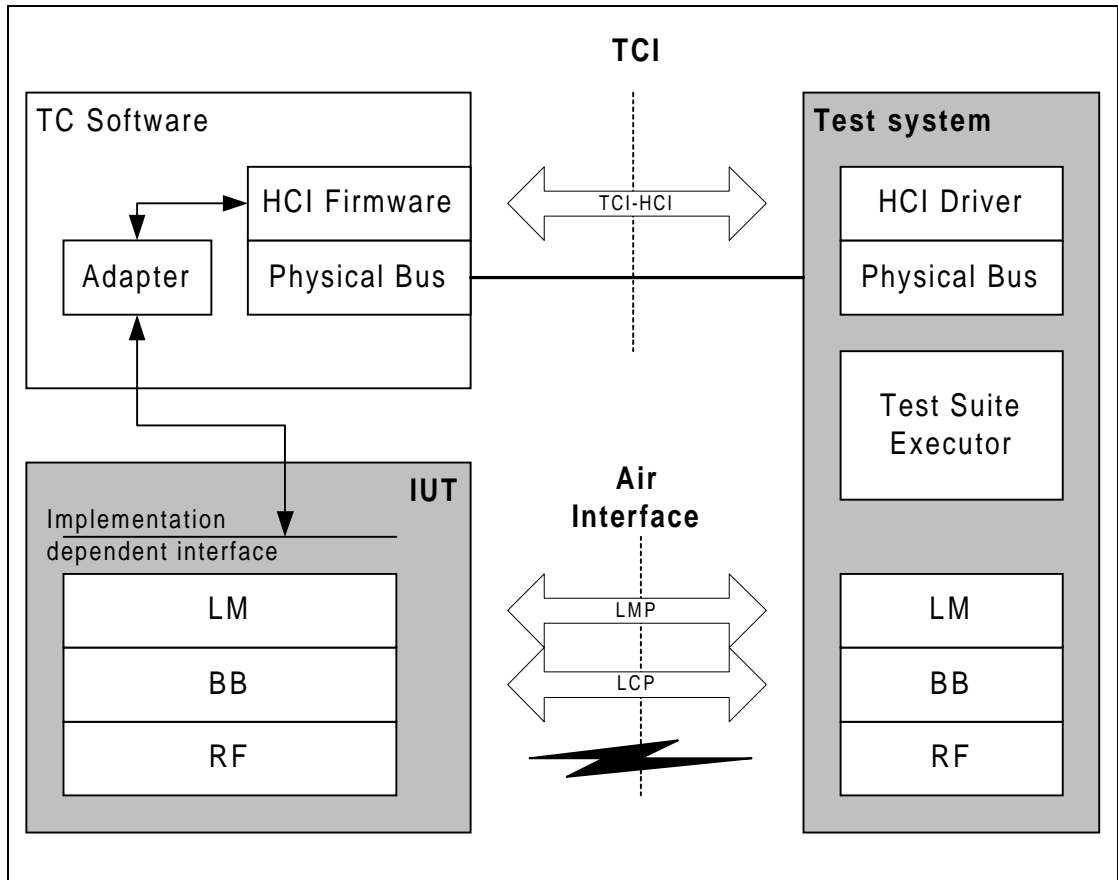 TCI
TC Software
HCI Firmware
Adapter
Physical Bus
TCI-HCI
Test system
HCI Driver
Physical Bus
Test Suite
Executor
IUT
Implementation
dependent interface
LM
BB
RF
Air
Interface
LMP
LCP
LM
BB
RF